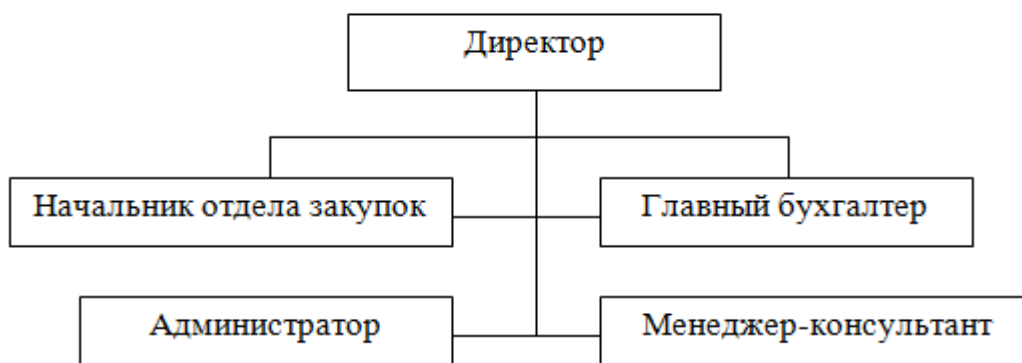 Директор
Начальник отдела закупок
Главный бухгалтер
Администратор
Менеджер-консультант